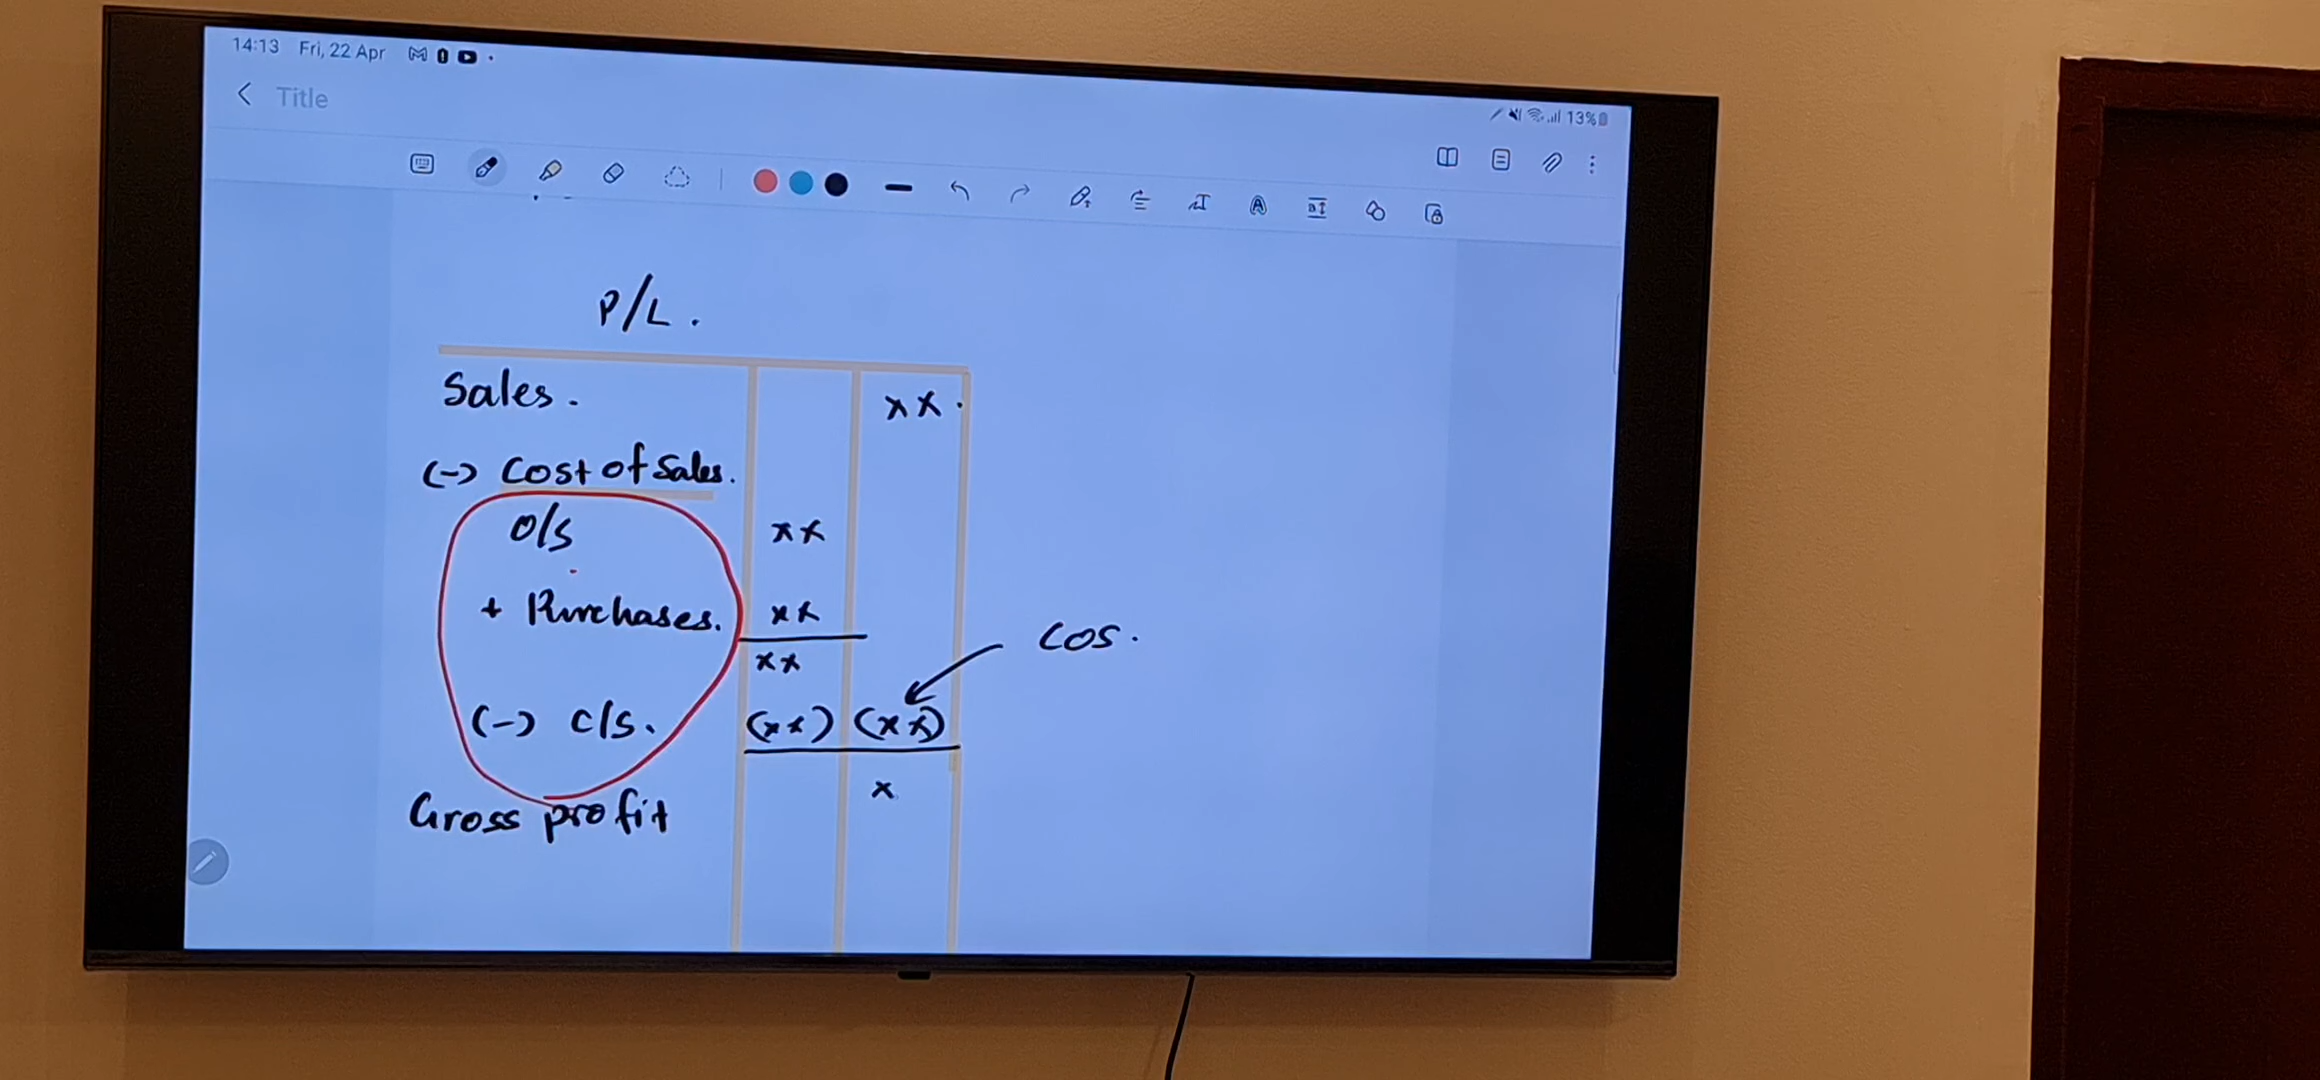 14:13 Fri, 22 Apr
13%
Title
P/L.
Sales. xx.
(-) Cost of Sales.
O/S xx
+ Purchases. xx
xx
COS.
(-) C/S. (xx) (xx)
x
Gross profit